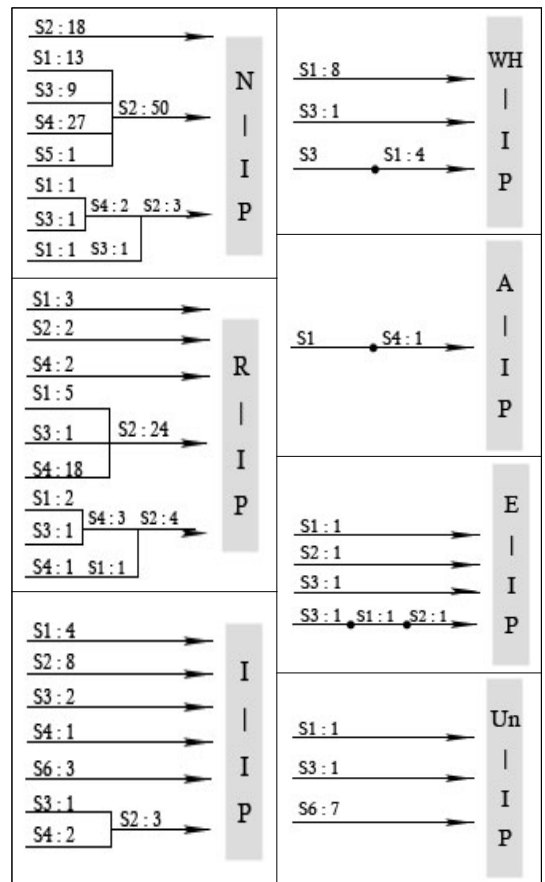 S2 : 18
S1 : 13
S3 : 9
S4 : 27
S5 : 1
S2 : 50
S1 : 1
S3 : 1
S4 : 2 S2 : 3
S1 : 1 S3 : 1
N
|
I
P
S1 : 3
S2 : 2
S4 : 2
S1 : 5
S3 : 1
S4 : 18
S2 : 24
S1 : 2
S3 : 1
S4 : 3 S2 : 4
S4 : 1 S1 : 1
R
|
I
P
S1 : 4
S2 : 8
S3 : 2
S4 : 1
S6 : 3
S3 : 1
S4 : 2
S2 : 3
I
|
I
P
S1 : 8
S3 : 1
S3 S1 : 4
WH
|
I
P
S1 S4 : 1
A
|
I
P
S1 : 1
S2 : 1
S3 : 1
S3 : 1 S1 : 1 S2 : 1
E
|
I
P
S1 : 1
S3 : 1
S6 : 7
Un
|
I
P